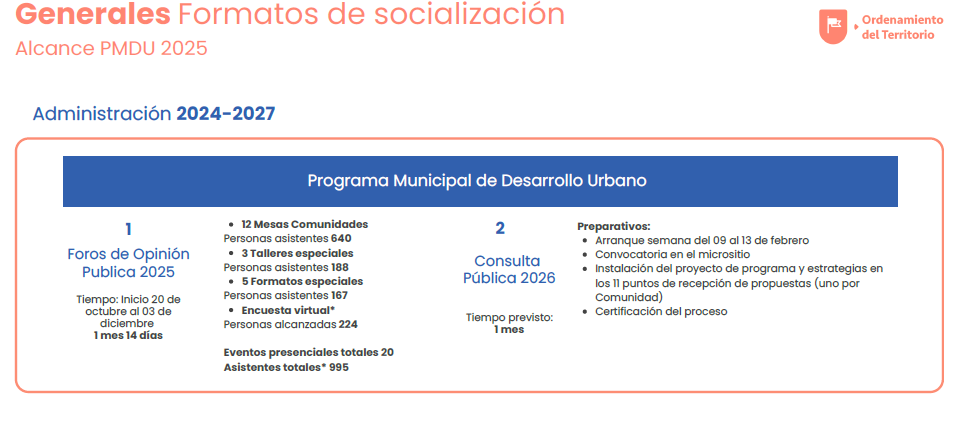 Generales Formatos de socialización
Alcance PMDU 2025
Ordenamiento
del Territorio
Administración 2024-2027
Programa Municipal de Desarrollo Urbano
1
Foros de Opinión
Publica 2025
Tiempo: Inicio 20 de
octubre al 03 de
diciembre
1 mes 14 días
• 12 Mesas Comunidades
Personas asistentes 640
• 3 Talleres especiales
Personas asistentes 188
• 5 Formatos especiales
Personas asistentes 167
• Encuesta virtual*
Personas alcanzadas 224
Eventos presenciales totales 20
Asistentes totales* 995
2
Consulta
Pública 2026
Tiempo previsto:
1 mes
Preparativos:
• Arranque semana del 09 al 13 de febrero
• Convocatoria en el micrositio
• Instalación del proyecto de programa y estrategias en
los 11 puntos de recepción de propuestas (uno por
Comunidad)
• Certificación del proceso